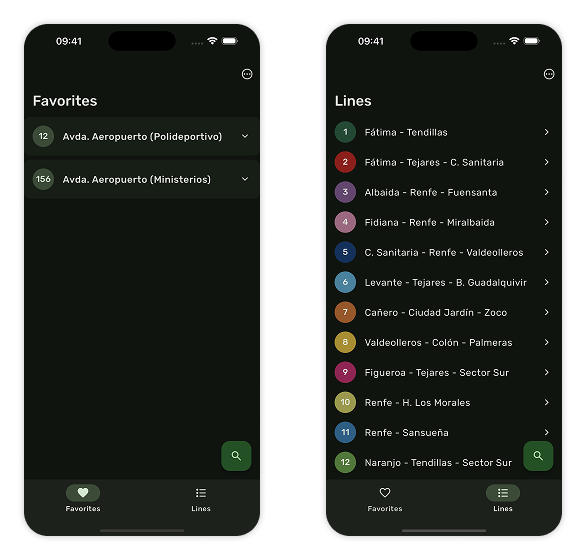 09:41
Favorites
12 Avda. Aeropuerto (Polideportivo)
156 Avda. Aeropuerto (Ministerios)
Favorites Lines
09:41
Lines
1 Fátima - Tendillas
2 Fátima - Tejares - C. Sanitaria
3 Albaida - Renfe - Fuensanta
4 Fidiana - Renfe - Miralbaida
5 C. Sanitaria - Renfe - Valdeolleros
6 Levante - Tejares - B. Guadalquivir
7 Cañero - Ciudad Jardín - Zoco
8 Valdeolleros - Colón - Palmeras
9 Figueroa - Tejares - Sector Sur
10 Renfe - H. Los Morales
11 Renfe - Sansueña
12 Naranjo - Tendillas - Sector Sur
Favorites Lines